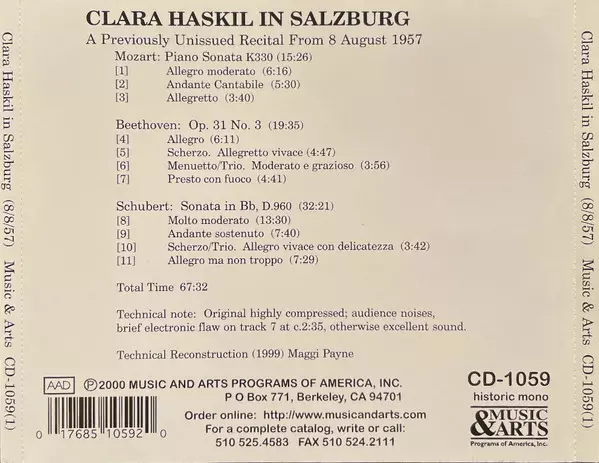 CLARA HASKIL IN SALZBURG
A Previously Unissued Recital From 8 August 1957
Mozart: Piano Sonata K330 (15:26)
[1] Allegro moderato (6:16)
[2] Andante Cantabile (5:30)
[3] Allegretto (3:40)
Beethoven: Op. 31 No. 3 (19:35)
[4] Allegro (6:11)
[5] Scherzo. Allegretto vivace (4:47)
[6] Menuetto/Trio. Moderato e grazioso (3:56)
[7] Presto con fuoco (4:41)
Schubert: Sonata in Bb, D.960 (32:21)
[8] Molto moderato (13:30)
[9] Andante sostenuto (7:40)
[10] Scherzo/Trio. Allegro vivace con delicatezza (3:42)
[11] Allegro ma non troppo (7:29)
Total Time 67:32
Technical note: Original highly compressed; audience noises,
brief electronic flaw on track 7 at c.2:35, otherwise excellent sound.
Technical Reconstruction (1999) Maggi Payne
AAD ℗2000 MUSIC AND ARTS PROGRAMS OF AMERICA, INC.
P O Box 771, Berkeley, CA 94701
Order online: http://www.musicandarts.com
For a complete catalog, write or call:
510 525.4583 FAX 510 524.2111
0 17685 10592 0
CD-1059
historic mono
MUSIC
&ARTS
Programs of America, Inc.
Clara Haskil in Salzburg (8/8/57) Music & Arts CD-1059(1)
Clara Haskil in Salzburg (8/8/57) Music & Arts CD-1059(1)